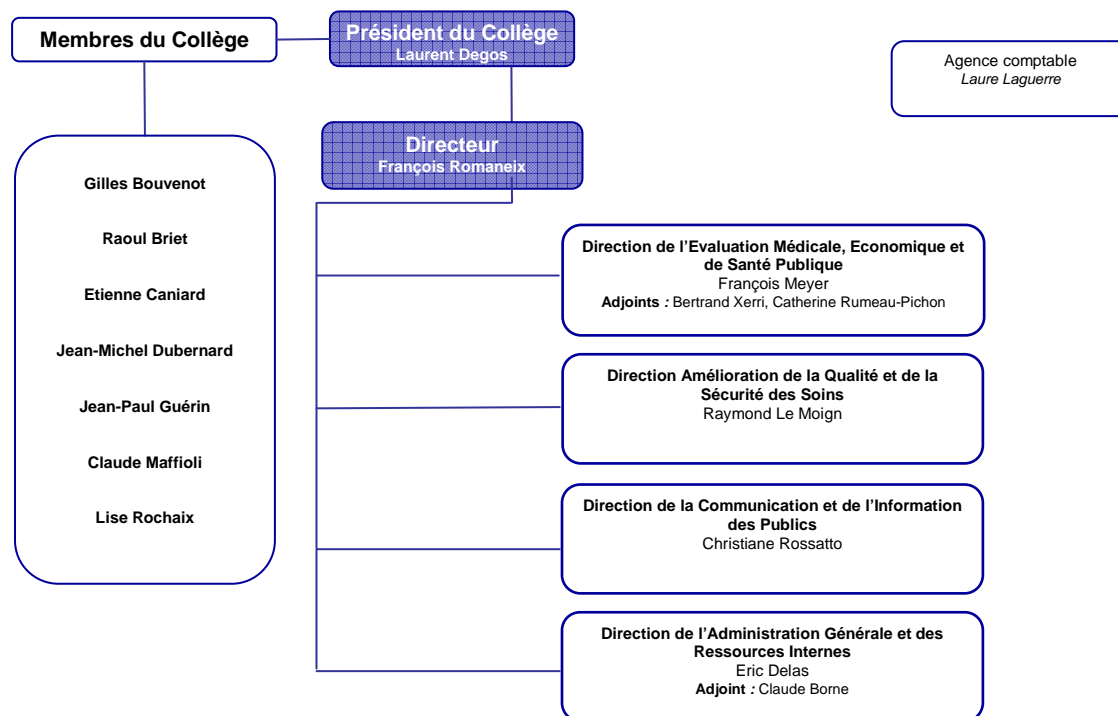 Membres du Collège
Président du Collège
Laurent Degos
Agence comptable
Laure Laguerre
Directeur
François Romaneix
Gilles Bouvenot
Raoul Briet
Etienne Caniard
Jean-Michel Dubernard
Jean-Paul Guérin
Claude Maffioli
Lise Rochaix
Direction de l’Evaluation Médicale, Economique et
de Santé Publique
François Meyer
Adjoints : Bertrand Xerri, Catherine Rumeau-Pichon
Direction Amélioration de la Qualité et de la
Sécurité des Soins
Raymond Le Moign
Direction de la Communication et de l’Information
des Publics
Christiane Rossatto
Direction de l’Administration Générale et des
Ressources Internes
Eric Delas
Adjoint : Claude Borne